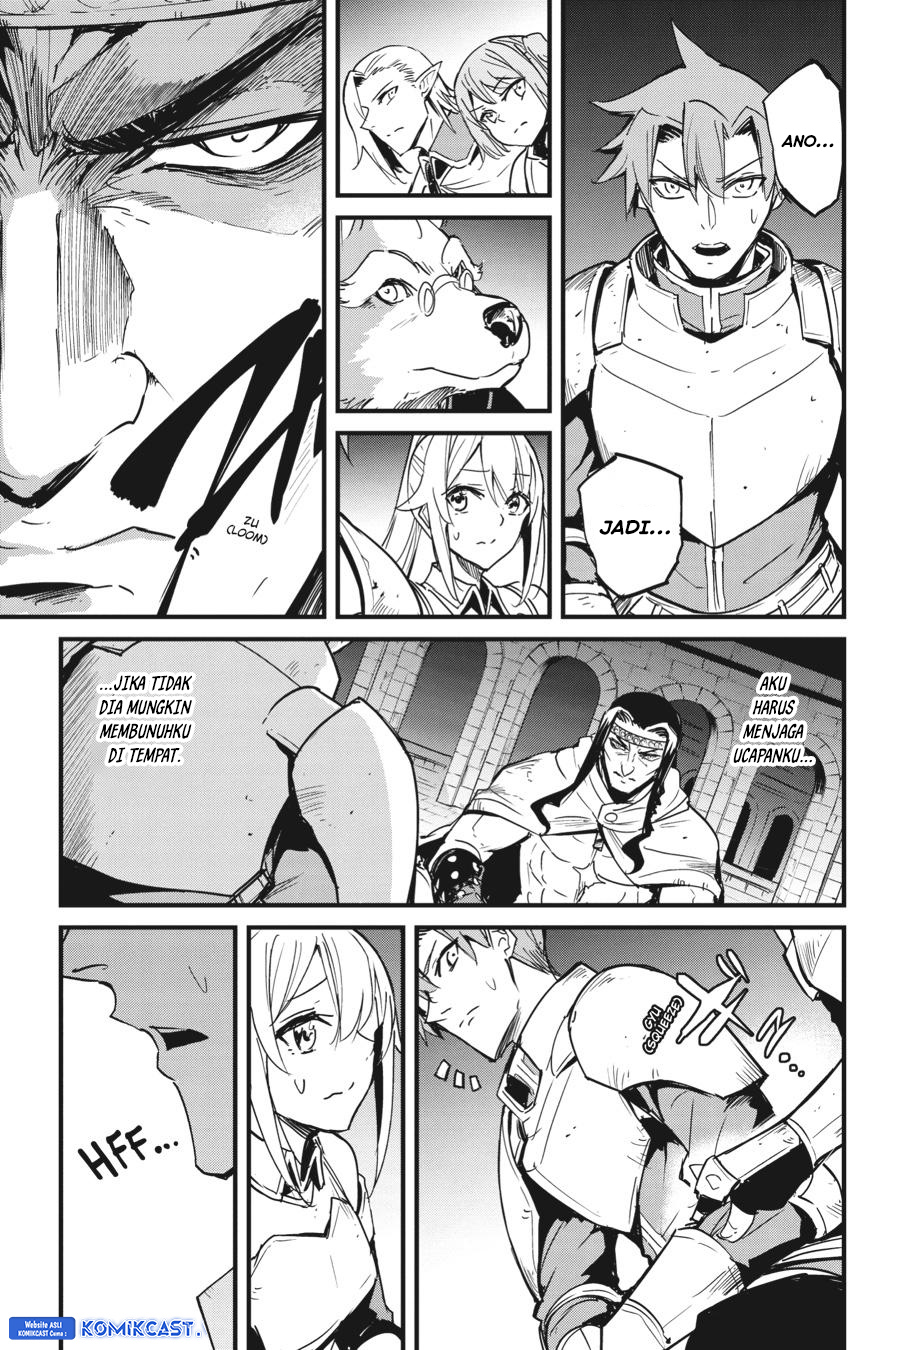 ANO...
JADI...
ZU
(LOOM)
AKU
HARUS
MENJAGA
UCAPANKU...
...JIKA TIDAK
DIA MUNGKIN
MEMBUNUHKU
DI TEMPAT.
GYU
(SQUEEZE)
HFF...
Website ASLI
KOMIKCAST Cuma :
KOMIKCAST.